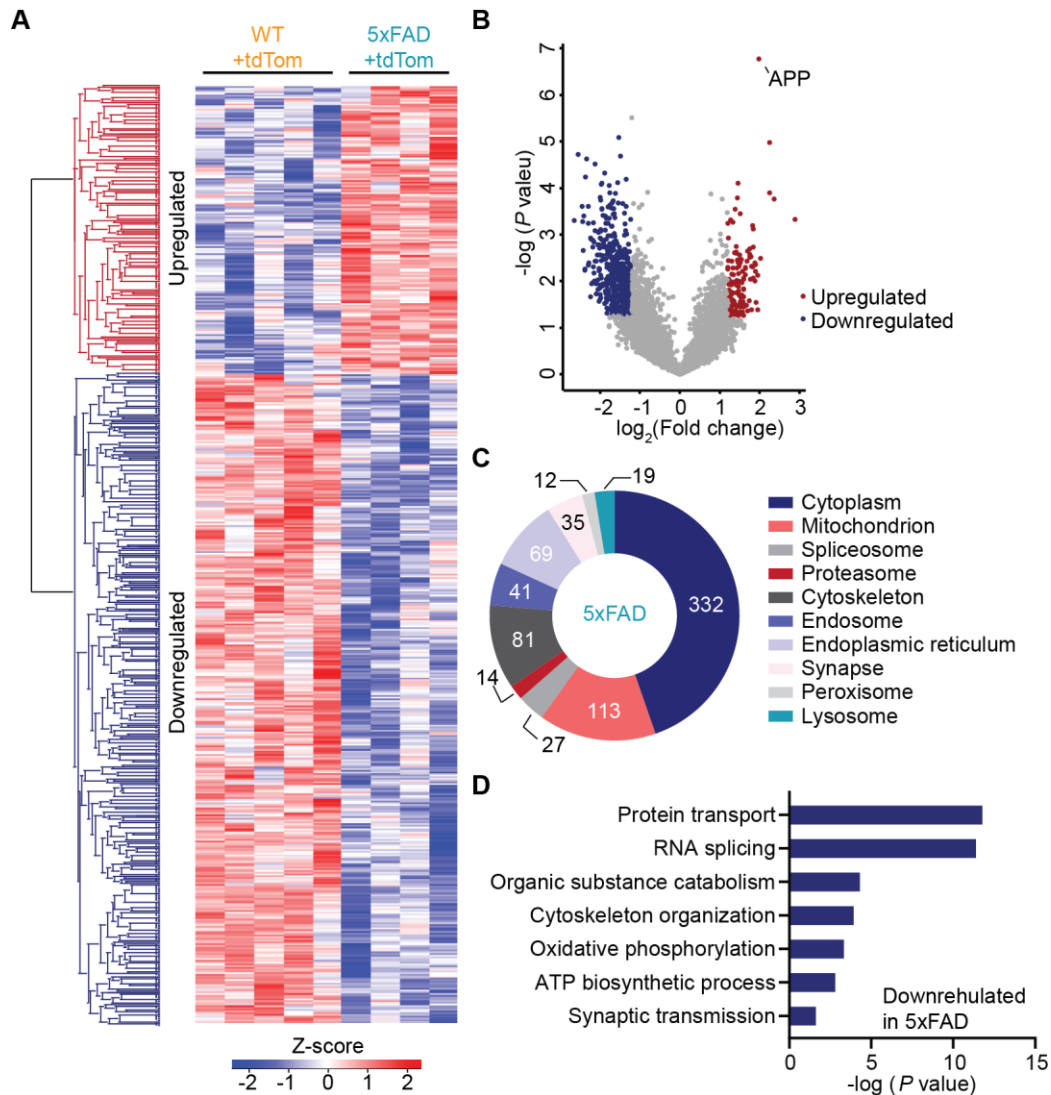 A
WT
+tdTom
5xFAD
+tdTom
Upregulated
Downregulated
Z-score
-2 -1 0 1 2
B
-log (P valeu)
7
6
5
4
3
2
1
0
APP
Upregulated
Downregulated
-2 -1 0 1 2 3
log2(Fold change)
C
12
19
35
69
41
81
14
27
113
332
5xFAD
Cytoplasm
Mitochondrion
Spliceosome
Proteasome
Cytoskeleton
Endosome
Endoplasmic reticulum
Synapse
Peroxisome
Lysosome
D
Protein transport
RNA splicing
Organic substance catabolism
Cytoskeleton organization
Oxidative phosphorylation
ATP biosynthetic process
Synaptic transmission
Downrehulated
in 5xFAD
0 5 10 15
-log (P value)